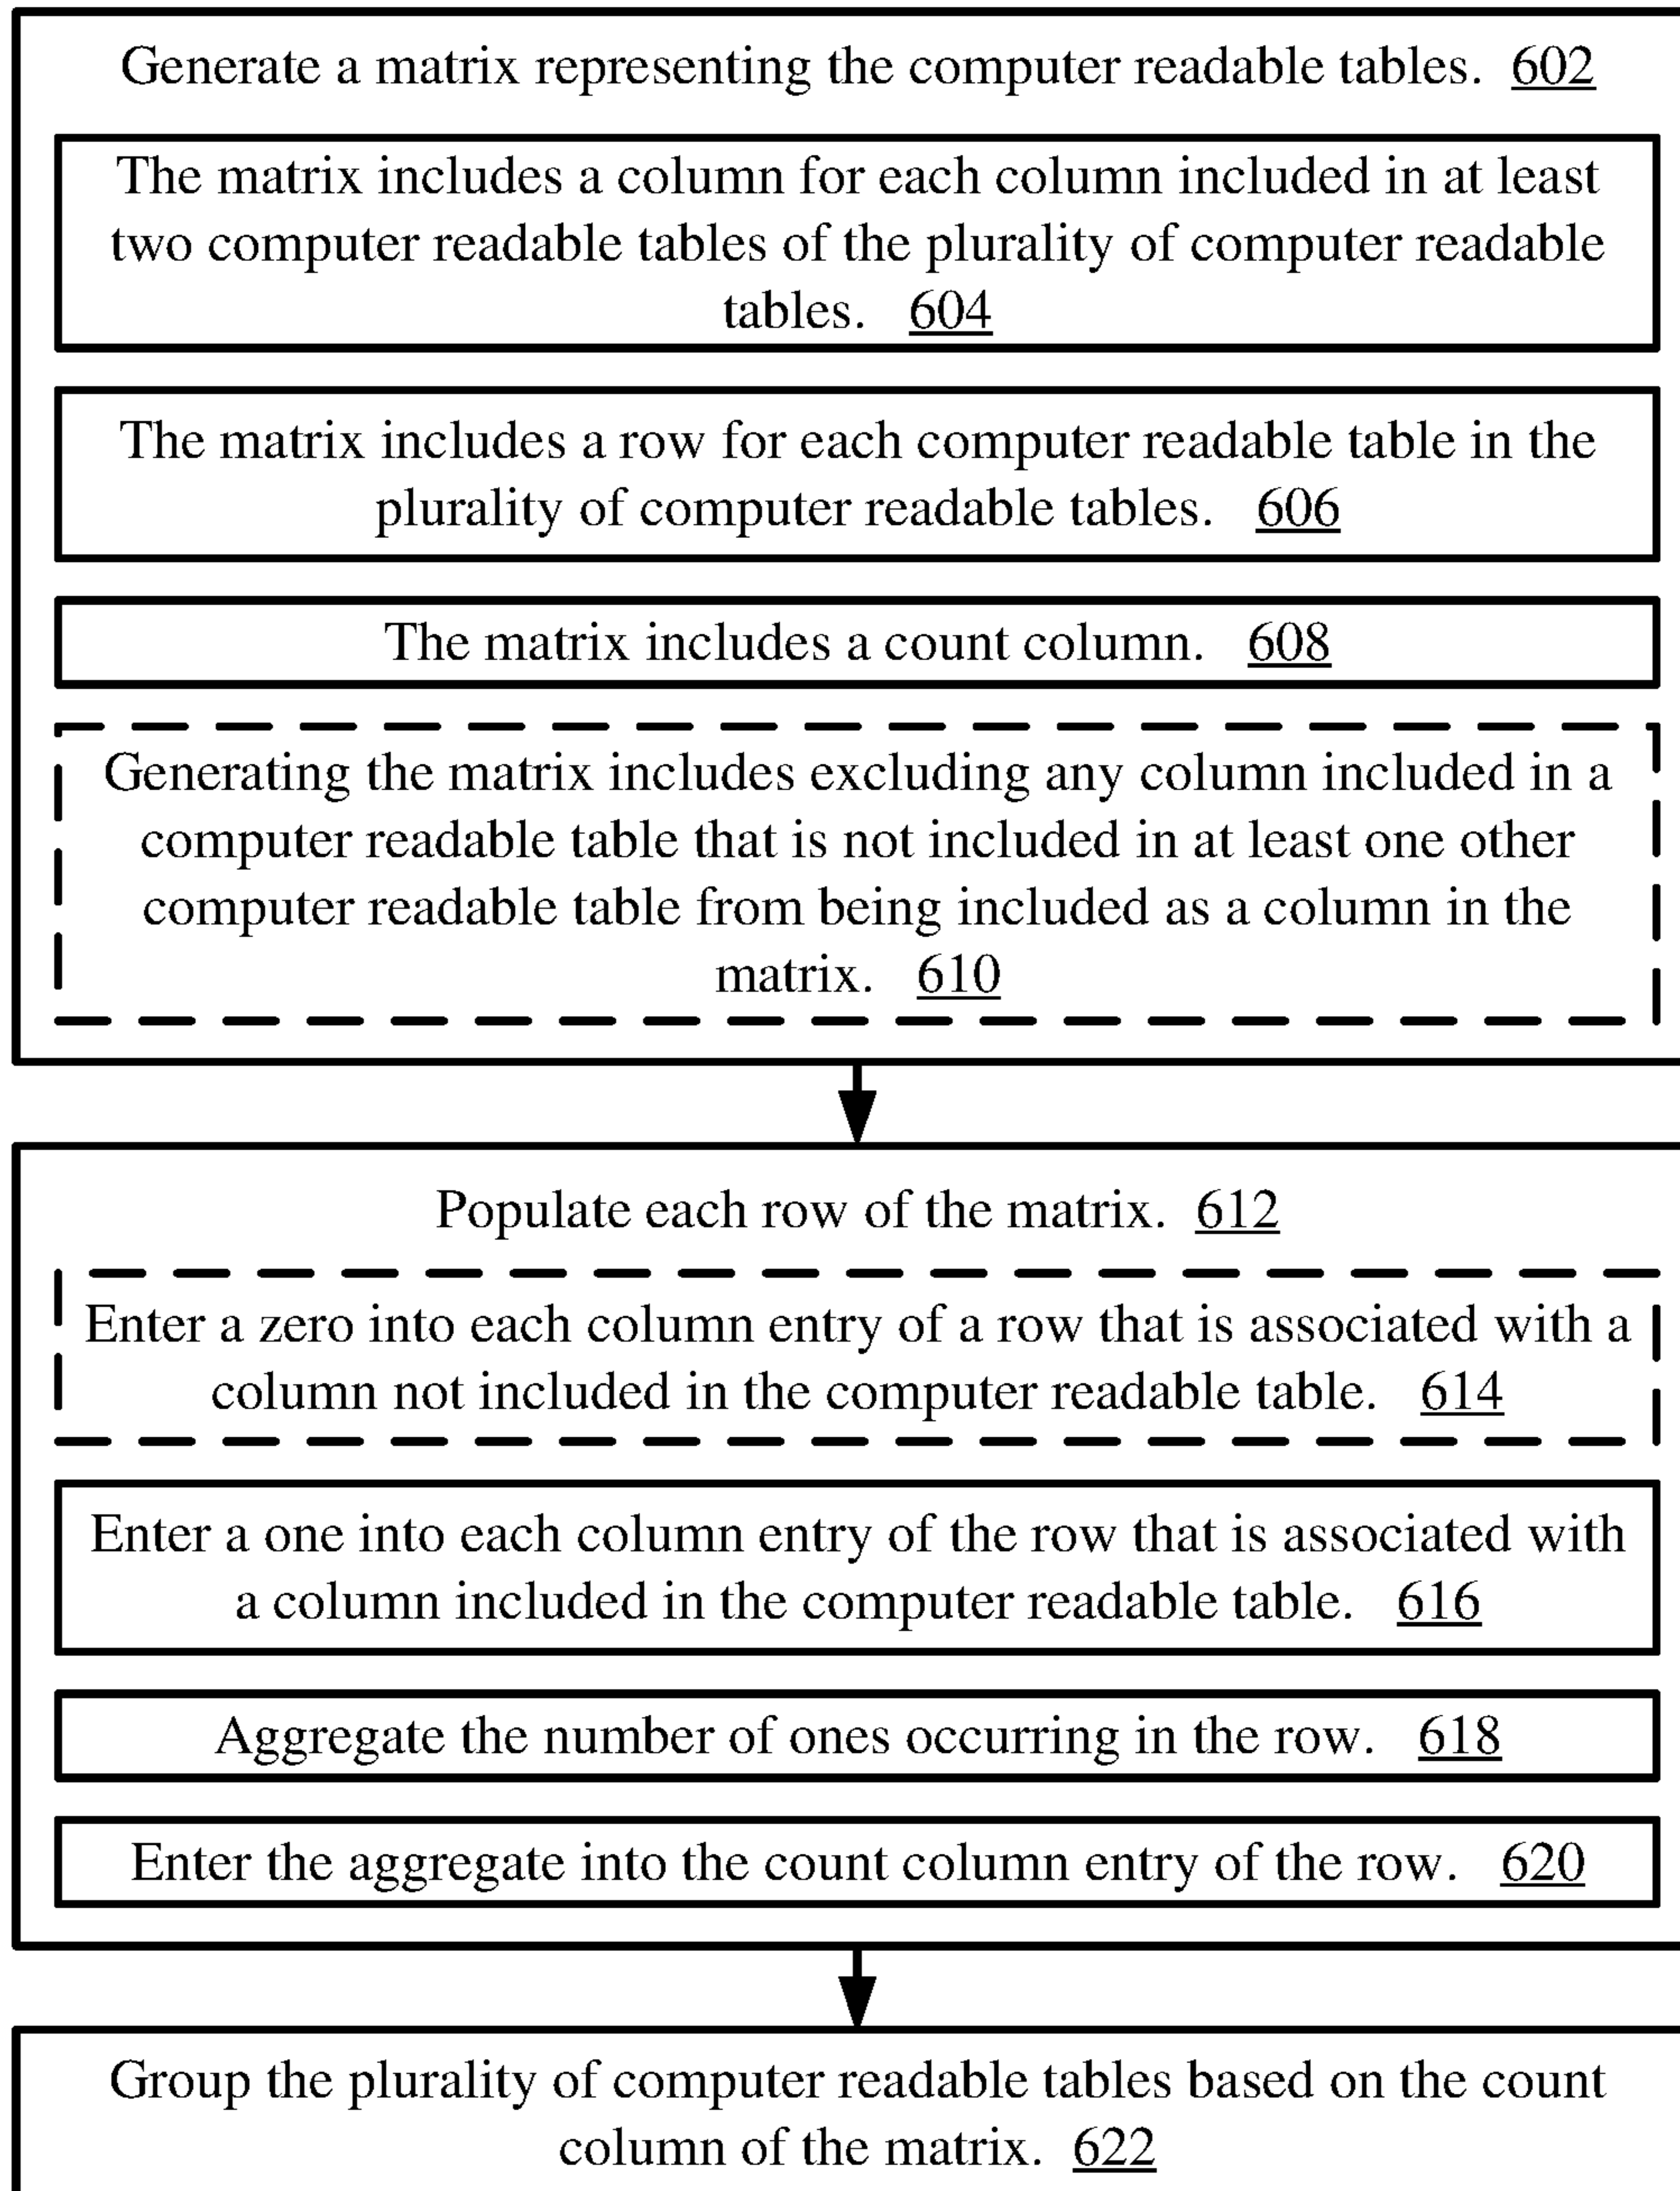 Generate a matrix representing the computer readable tables. 602
The matrix includes a column for each column included in at least
two computer readable tables of the plurality of computer readable
tables. 604
The matrix includes a row for each computer readable table in the
plurality of computer readable tables. 606
The matrix includes a count column. 608
Generating the matrix includes excluding any column included in a
computer readable table that is not included in at least one other
computer readable table from being included as a column in the
matrix. 610
Populate each row of the matrix. 612
Enter a zero into each column entry of a row that is associated with a
column not included in the computer readable table. 614
Enter a one into each column entry of the row that is associated with
a column included in the computer readable table. 616
Aggregate the number of ones occurring in the row. 618
Enter the aggregate into the count column entry of the row. 620
Group the plurality of computer readable tables based on the count
column of the matrix. 622